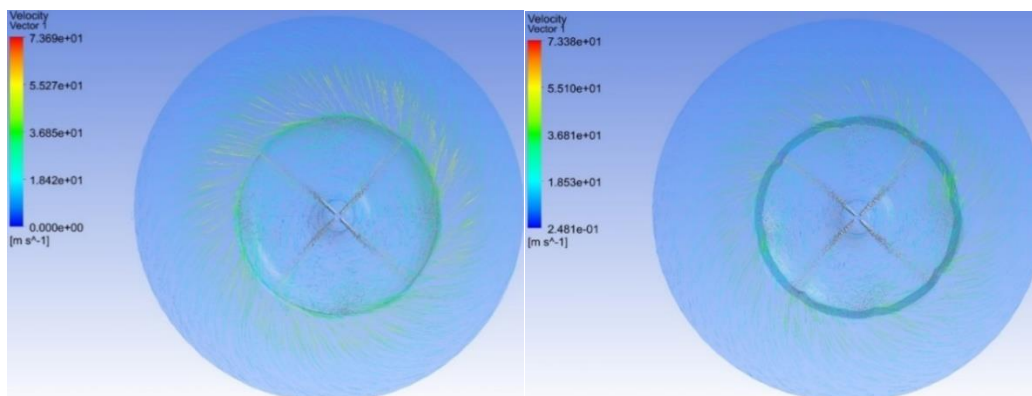 Velocity
Vector 1
7.369e+01
5.527e+01
3.685e+01
1.842e+01
0.000e+00
[m s^-1]
Velocity
Vector 1
7.338e+01
5.510e+01
3.681e+01
1.853e+01
2.481e-01
[m s^-1]